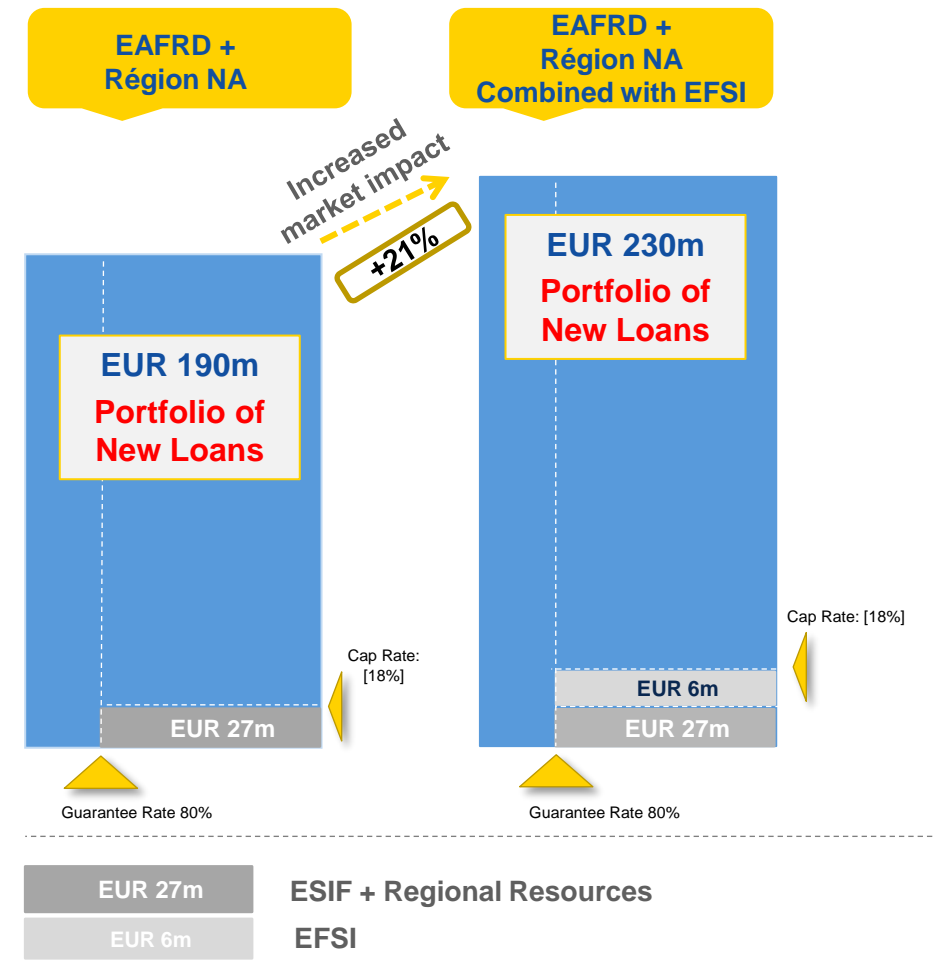 EAFRD +
Région NA
EAFRD +
Région NA
Combined with EFSI
Increased
market impact
+21%
EUR 190m
Portfolio of
New Loans
EUR 230m
Portfolio of
New Loans
Cap Rate:
[18%]
Cap Rate: [18%]
EUR 27m
EUR 6m
EUR 27m
Guarantee Rate 80%
Guarantee Rate 80%
EUR 27m
ESIF + Regional Resources
EUR 6m
EFSI